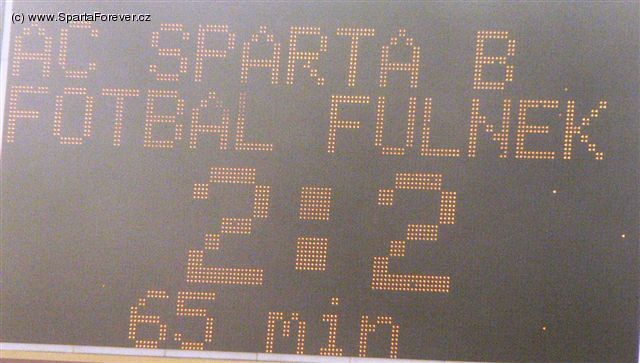 (c) www.SpartaForever.cz
AC SPARTA B
FOTBAL FULNEK
2:2
65 min